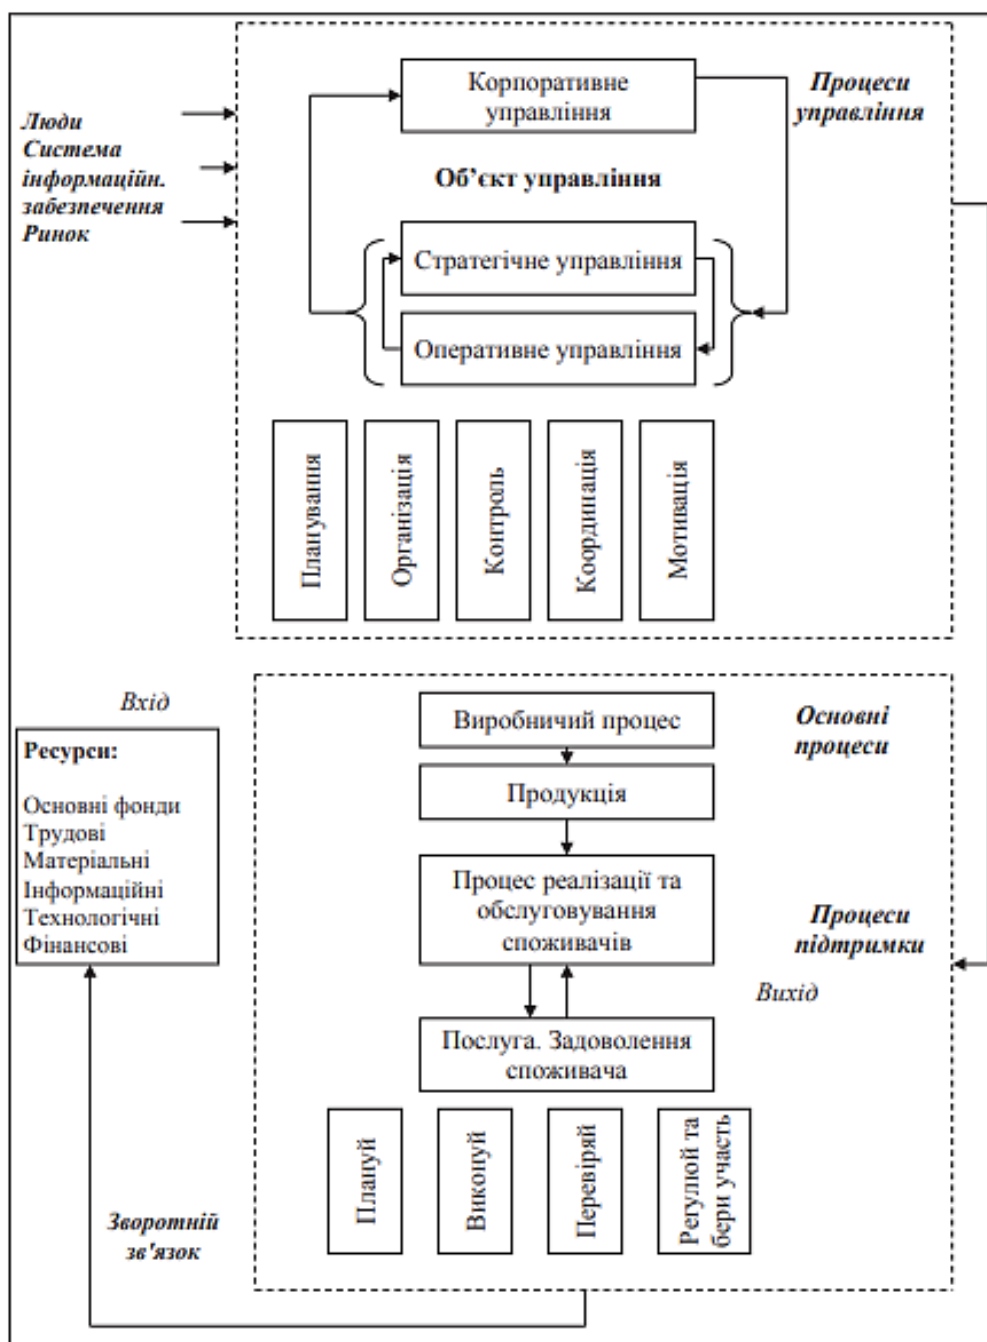 Корпоративне
управління
Процеси
управління
Люди
Система
інформаційн.
забезпечення
Ринок
Об’єкт управління
Стратегічне управління
Оперативне управління
Планування
Організація
Контроль
Координація
Мотивація
Вхід
Ресурси:
Основні фонди
Трудові
Матеріальні
Інформаційні
Технологічні
Фінансові
Виробничий процес
Основні
процеси
Продукція
Процес реалізації та
обслуговування
споживачів
Процеси
підтримки
Вихід
Послуга. Задоволення
споживача
Плануй
Виконуй
Перевіряй
Регулюй та
бери участь
Зворотній
зв'язок